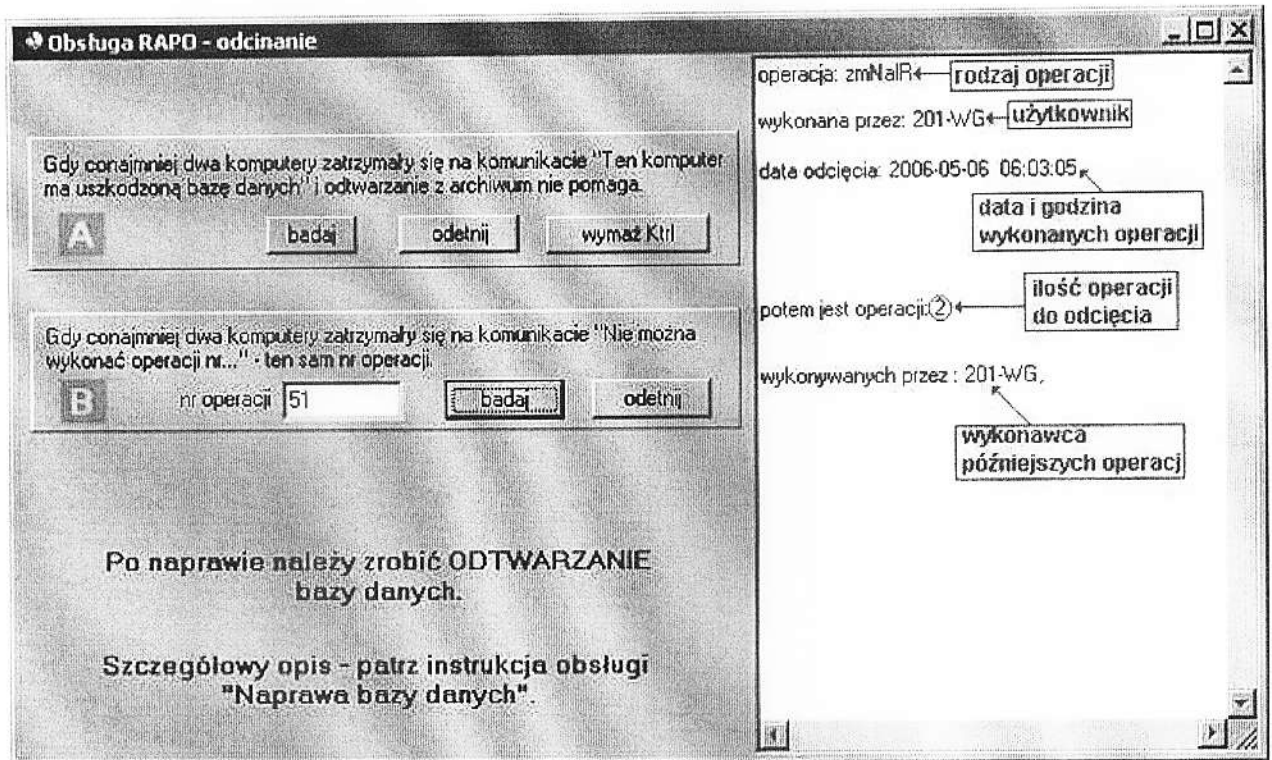 Obsługa RAPO - odcinanie
Gdy conajmniej dwa komputery zatrzymały się na komunikacie "Ten komputer
ma uszkodzoną bazę danych" i odtwarzanie z archiwum nie pomaga.
A
badaj
odetnij
wymaż Ktrl
Gdy conajmniej dwa komputery zatrzymały się na komunikacie "Nie można
wykonać operacji nr..." - ten sam nr operacji.
B
nr operacji 51
badaj
odetnij
Po naprawie należy zrobić ODTWARZANIE
bazy danych.
Szczegółowy opis - patrz instrukcja obsługi
"Naprawa bazy danych".
operacja: zmNalR
rodzaj operacji
wykonana przez: 201-WG
użytkownik
data odcięcia: 2006-05-06 06:03:05
data i godzina
wykonanych operacji
potem jest operacji: 2
ilość operacji
do odcięcia
wykonywanych przez : 201-WG,
wykonawca
późniejszych operacj